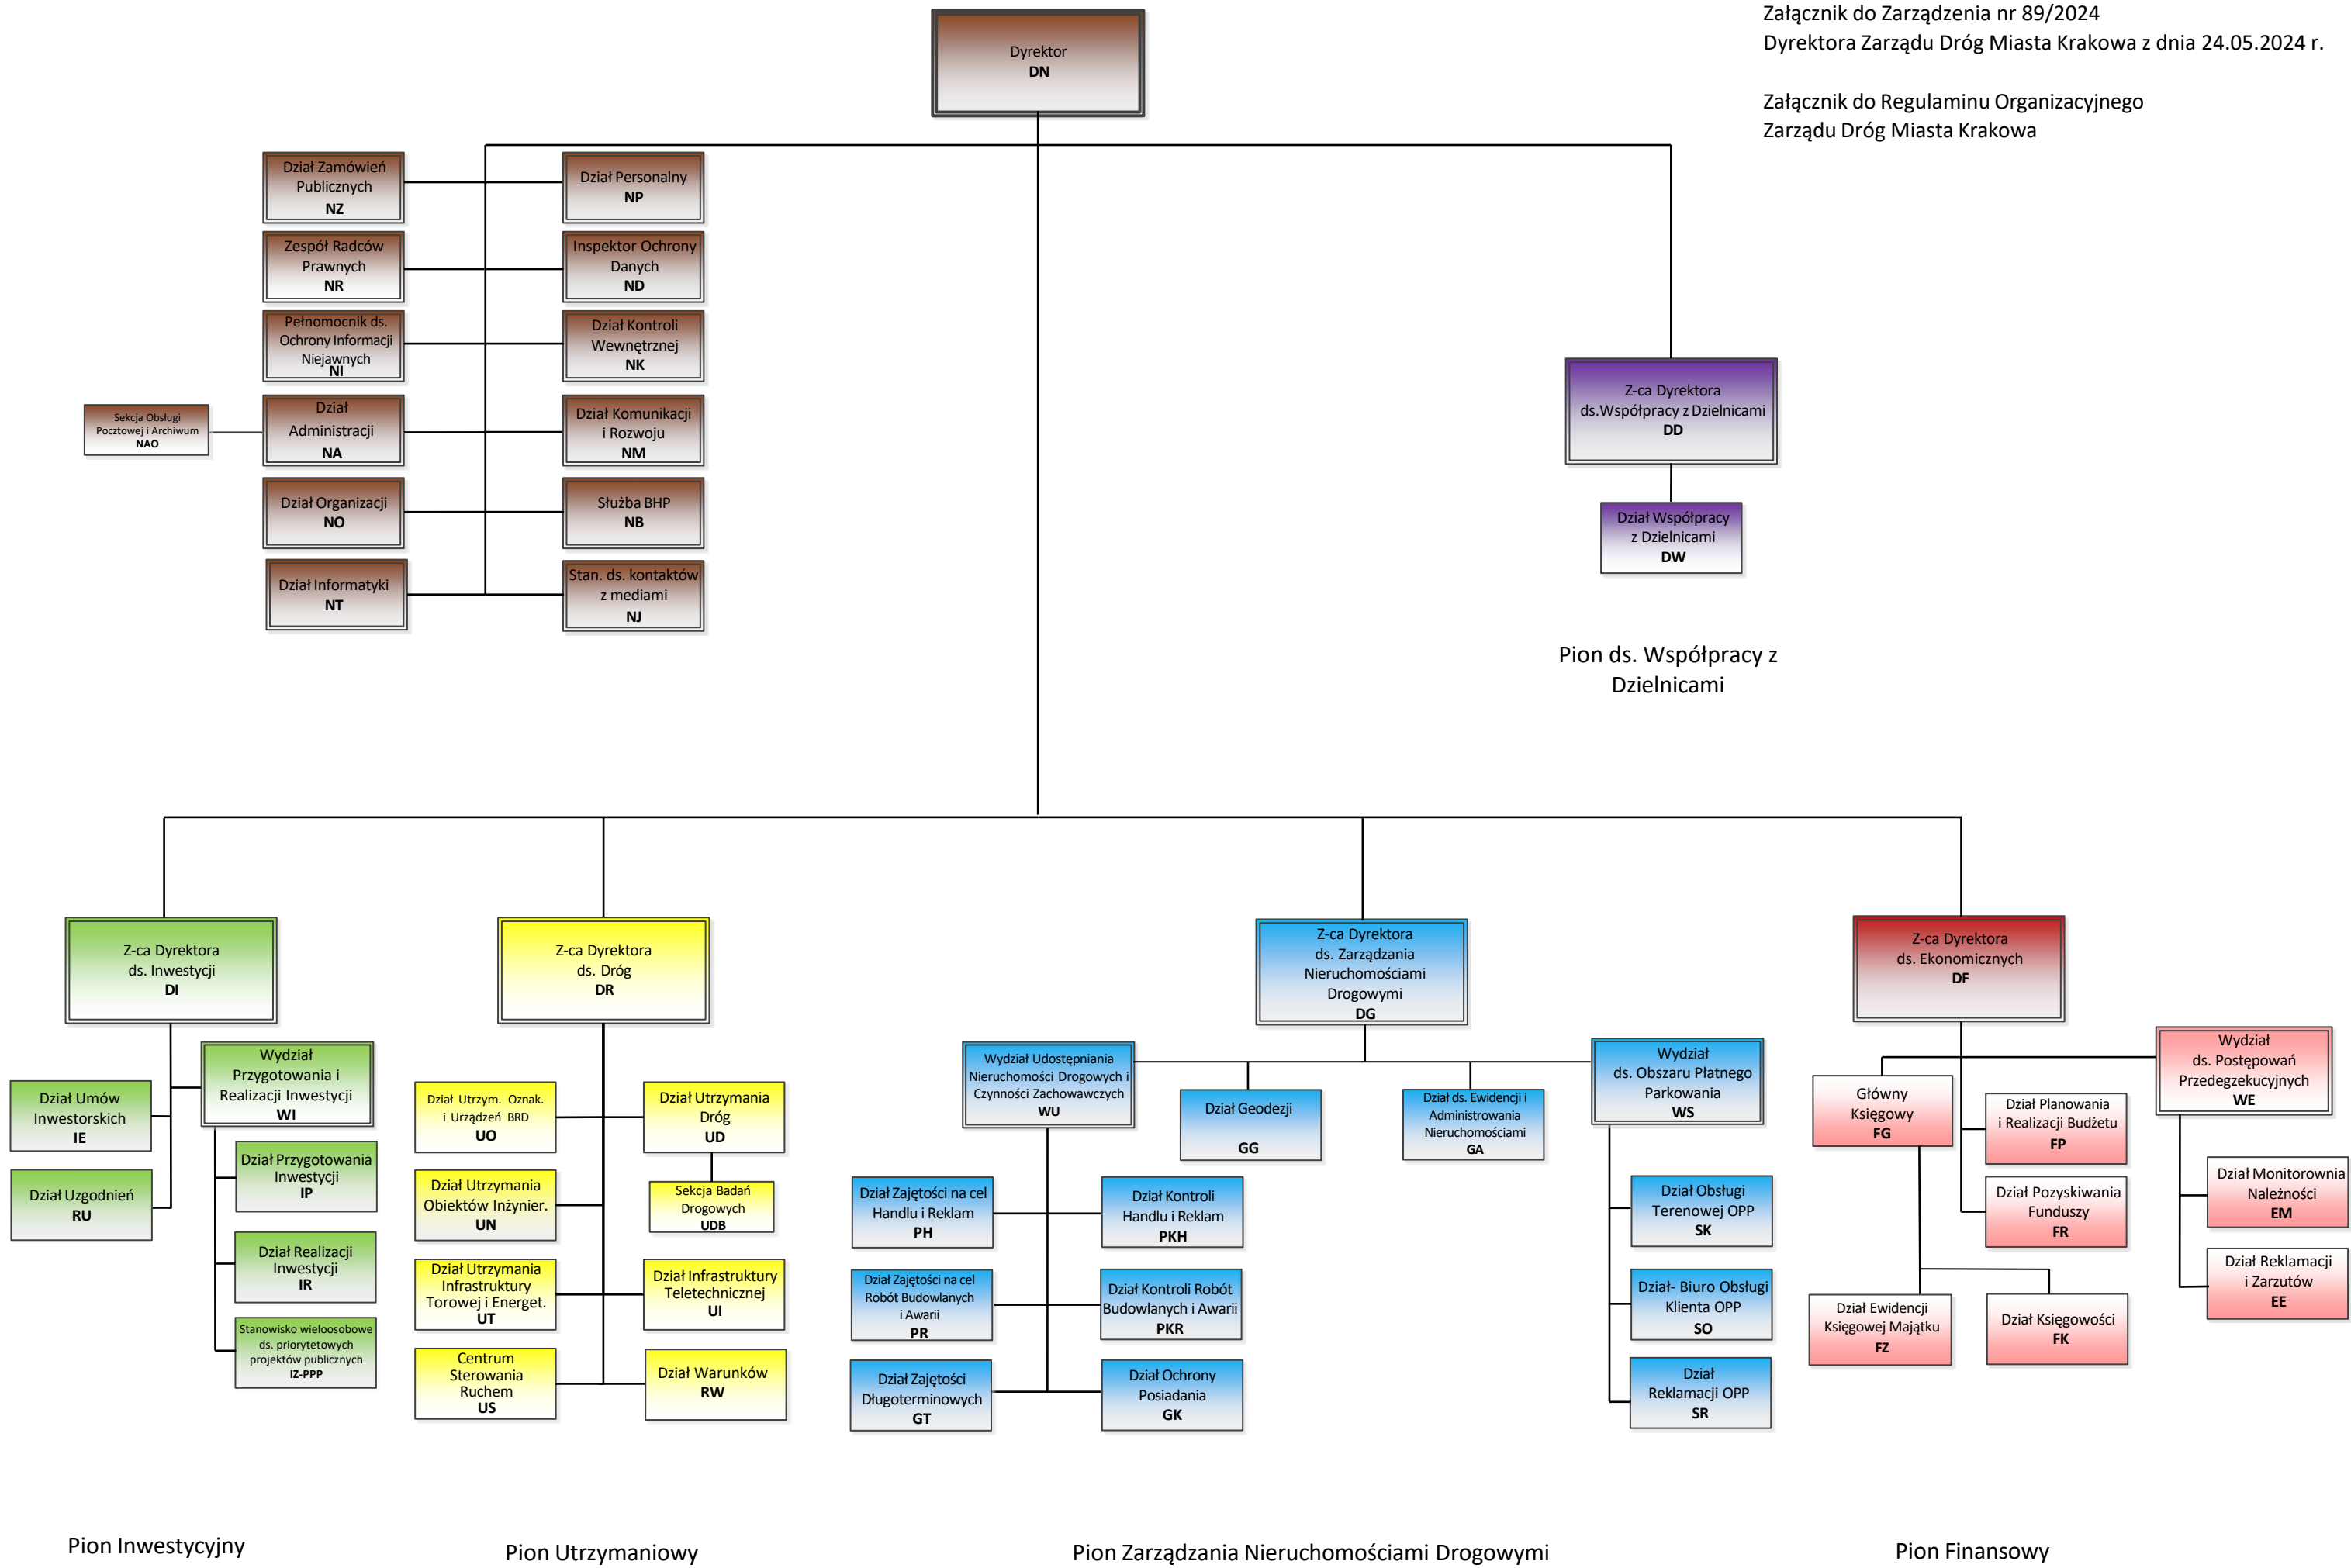 Załącznik do Zarządzenia nr 89/2024
Dyrektora Zarządu Dróg Miasta Krakowa z dnia 24.05.2024 r.
Załącznik do Regulaminu Organizacyjnego
Zarządu Dróg Miasta Krakowa
Dyrektor
DN
Dział Zamówień
Publicznych
NZ
Dział Personalny
NP
Zespół Radców
Prawnych
NR
Inspektor Ochrony
Danych
ND
Pełnomocnik ds.
Ochrony Informacji
Niejawnych
NI
Dział Kontroli
Wewnętrznej
NK
Sekcja Obsługi
Pocztowej i Archiwum
NAO
Dział
Administracji
NA
Dział Komunikacji
i Rozwoju
NM
Dział Organizacji
NO
Służba BHP
NB
Dział Informatyki
NT
Stan. ds. kontaktów
z mediami
NJ
Z-ca Dyrektora
ds.Współpracy z Dzielnicami
DD
Dział Współpracy
z Dzielnicami
DW
Pion ds. Współpracy z
Dzielnicami
Z-ca Dyrektora
ds. Inwestycji
DI
Wydział
Przygotowania i
Realizacji Inwestycji
WI
Dział Umów
Inwestorskich
IE
Dział Uzgodnień
RU
Dział Przygotowania
Inwestycji
IP
Dział Realizacji
Inwestycji
IR
Stanowisko wieloosobowe
ds. priorytetowych
projektów publicznych
IZ-PPP
Z-ca Dyrektora
ds. Dróg
DR
Dział Utrzym. Oznak.
i Urządzeń BRD
UO
Dział Utrzymania
Dróg
UD
Dział Utrzymania
Obiektów Inżynier.
UN
Sekcja Badań
Drogowych
UDB
Dział Utrzymania
Infrastruktury
Torowej i Energet.
UT
Dział Infrastruktury
Teletechnicznej
UI
Centrum
Sterowania
Ruchem
US
Dział Warunków
RW
Z-ca Dyrektora
ds. Zarządzania
Nieruchomościami
Drogowymi
DG
Wydział Udostępniania
Nieruchomości Drogowych i
Czynności Zachowawczych
WU
Dział Geodezji
GG
Dział ds. Ewidencji i
Administrowania
Nieruchomościami
GA
Wydział
ds. Obszaru Płatnego
Parkowania
WS
Dział Zajętości na cel
Handlu i Reklam
PH
Dział Kontroli
Handlu i Reklam
PKH
Dział Zajętości na cel
Robót Budowlanych
i Awarii
PR
Dział Kontroli Robót
Budowlanych i Awarii
PKR
Dział Zajętości
Długoterminowych
GT
Dział Ochrony
Posiadania
GK
Dział Obsługi
Terenowej OPP
SK
Dział- Biuro Obsługi
Klienta OPP
SO
Dział
Reklamacji OPP
SR
Z-ca Dyrektora
ds. Ekonomicznych
DF
Główny
Księgowy
FG
Dział Planowania
i Realizacji Budżetu
FP
Dział Pozyskiwania
Funduszy
FR
Wydział
ds. Postępowań
Przedegzekucyjnych
WE
Dział Monitorownia
Należności
EM
Dział Reklamacji
i Zarzutów
EE
Dział Ewidencji
Księgowej Majątku
FZ
Dział Księgowości
FK
Pion Inwestycyjny
Pion Utrzymaniowy
Pion Zarządzania Nieruchomościami Drogowymi
Pion Finansowy